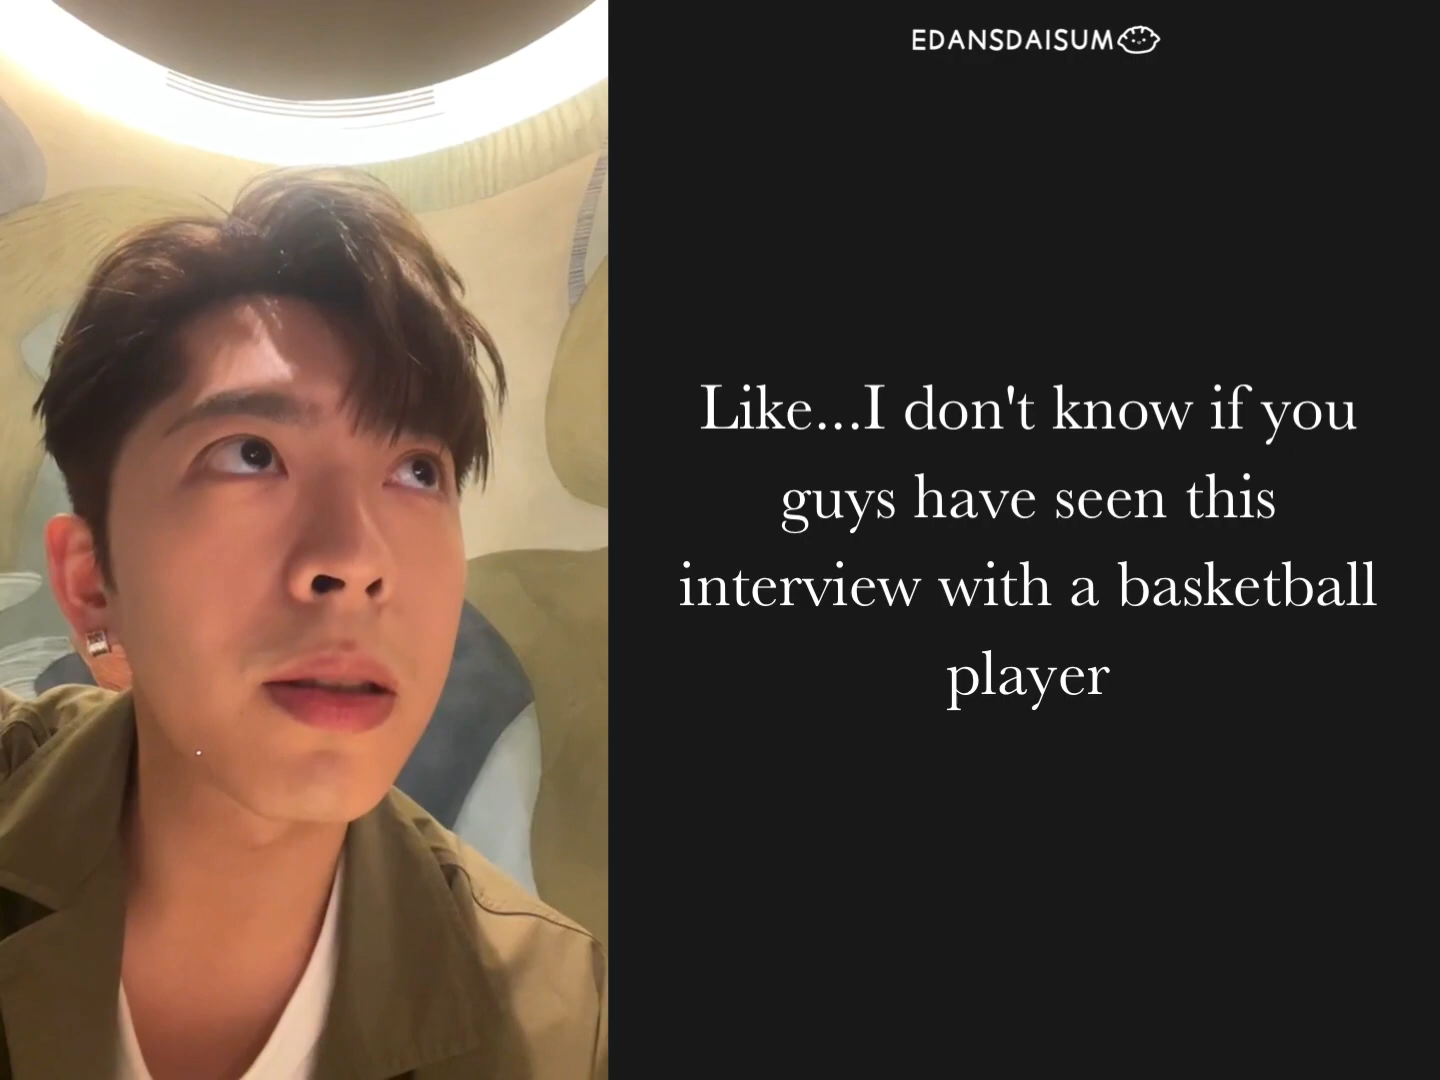 EDANSDAISUM
Like...I don't know if you
guys have seen this
interview with a basketball
player